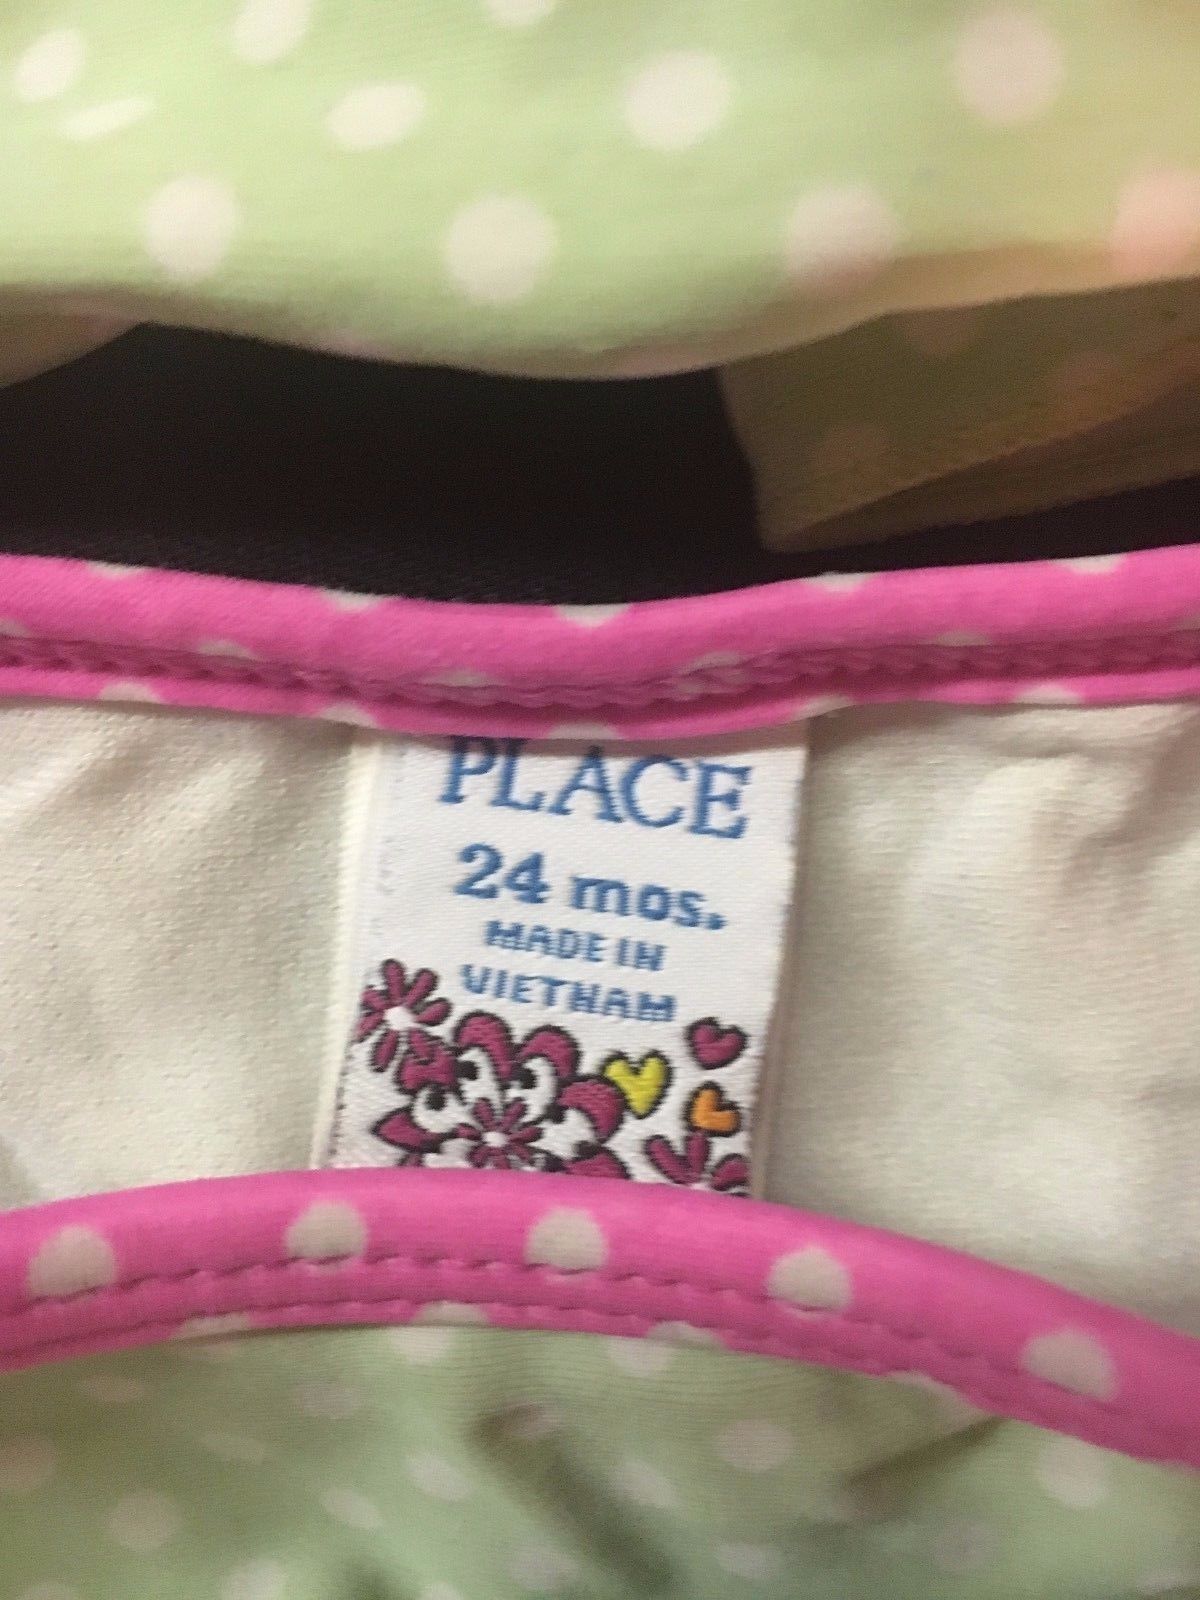 PLACE
24 mos.
MADE IN
VIETNAM